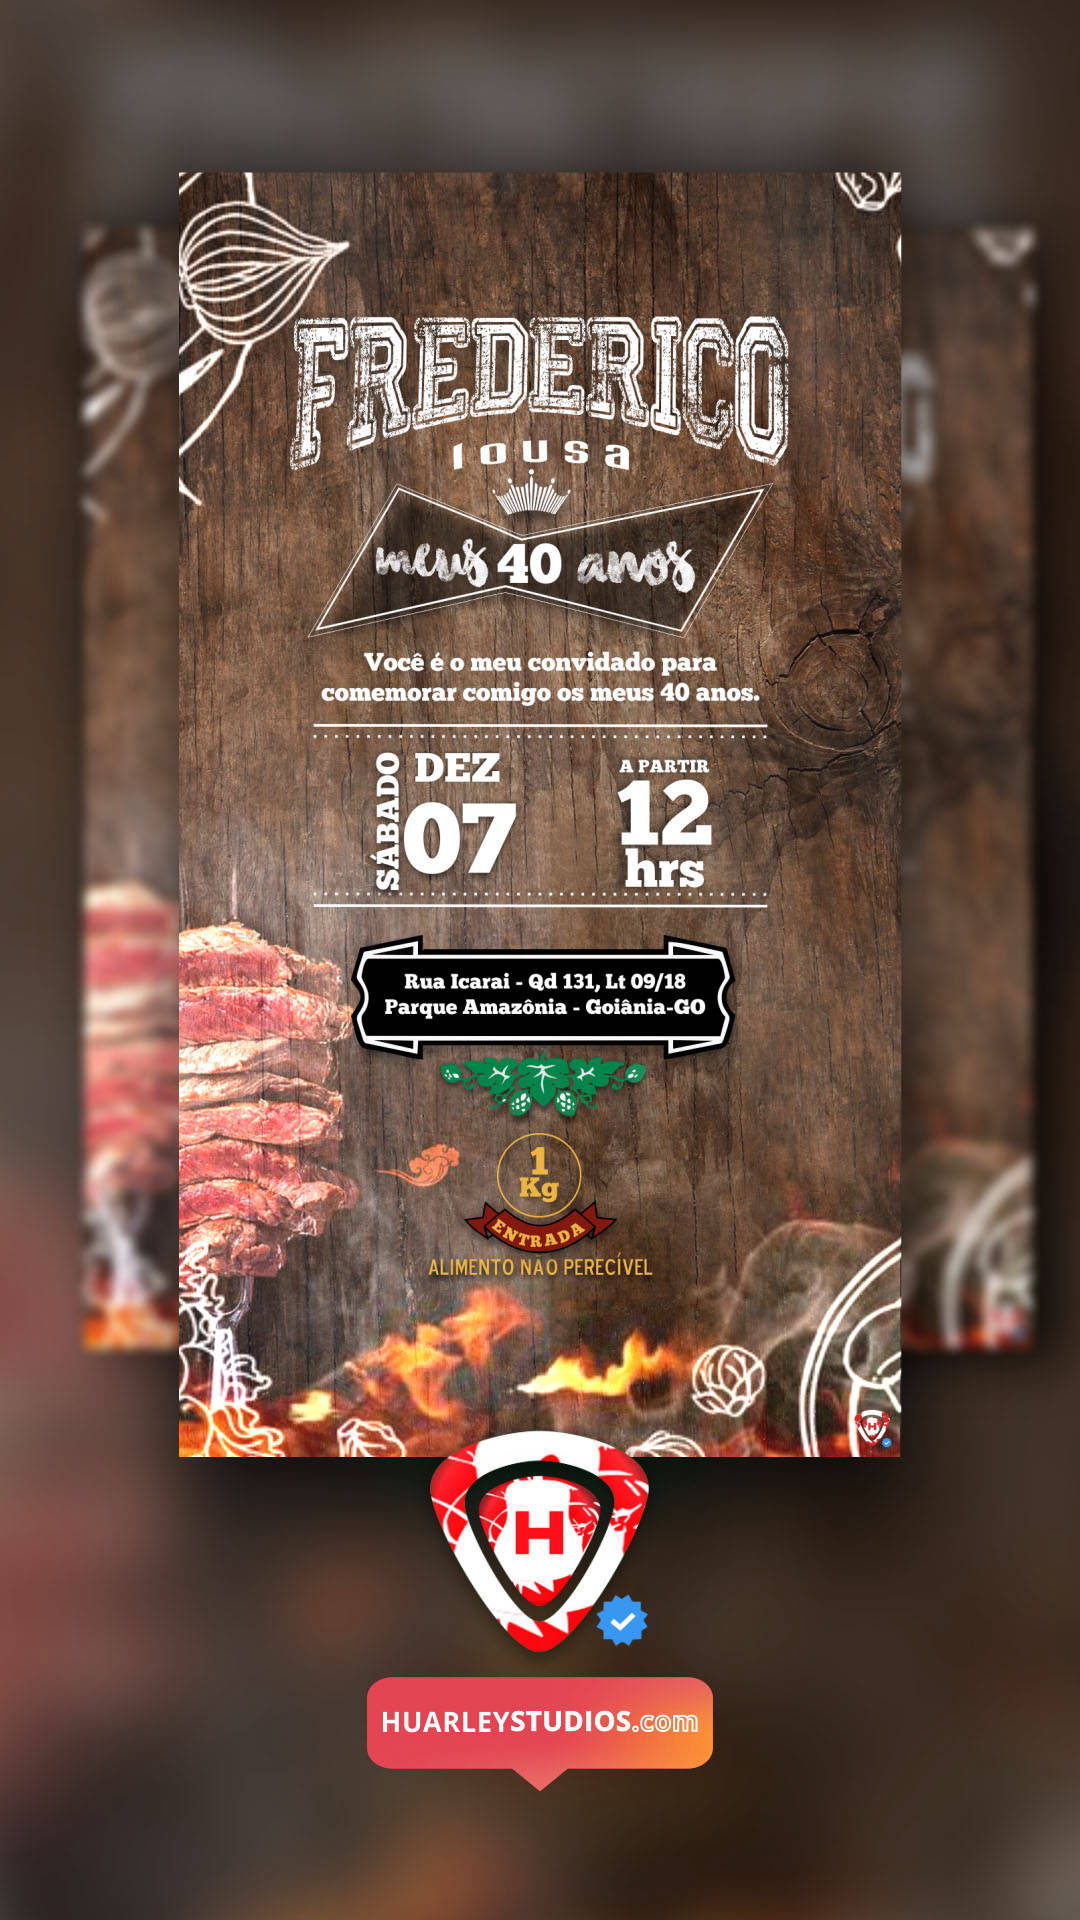 FREDERICO
lousa
meus 40 anos
Você é o meu convidado para
comemorar comigo os meus 40 anos.
SÁBADO
DEZ
07
A PARTIR
12
hrs
Rua Icarai - Qd 131, Lt 09/18
Parque Amazônia - Goiânia-GO
1
Kg
ENTRADA
ALIMENTO NÃO PERECÍVEL
H
H
HUARLEYSTUDIOS.com